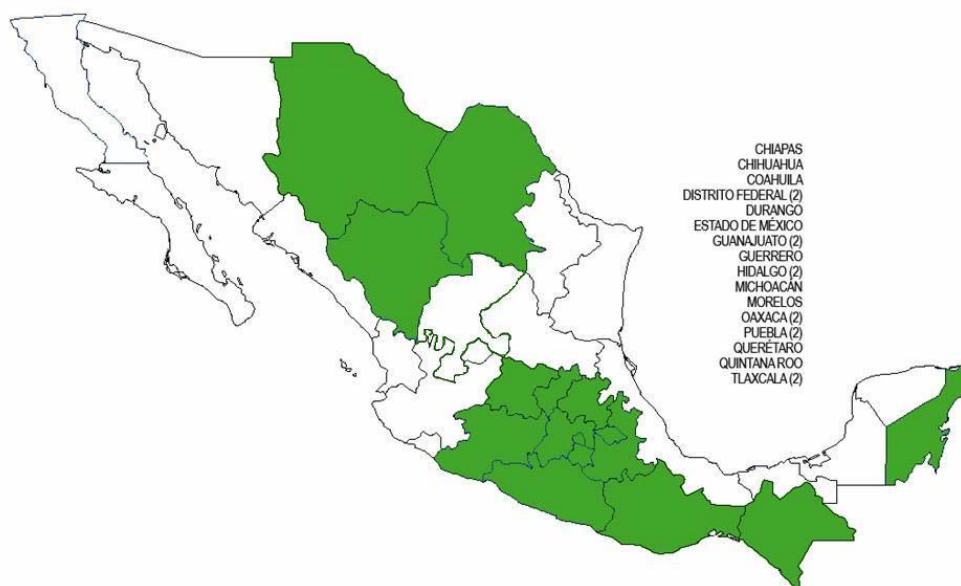 CHIAPAS
CHIHUAHUA
COAHUILA
DISTRITO FEDERAL (2)
DURANGO
ESTADO DE MÉXICO
GUANAJUATO (2)
GUERRERO
HIDALGO (2)
MICHOACÁN
MORELOS
OAXACA (2)
PUEBLA (2)
QUERÉTARO
QUINTANA ROO
TLAXCALA (2)